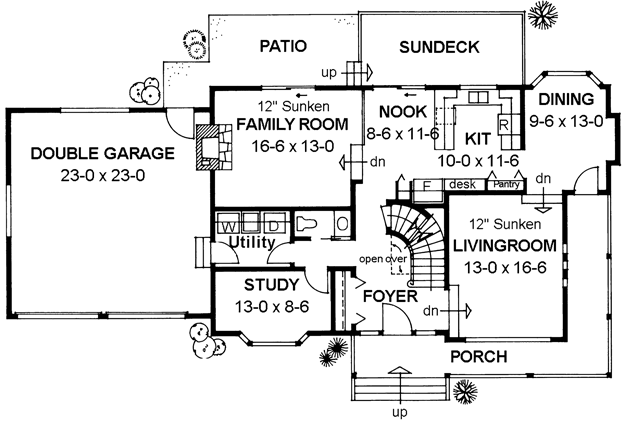 PATIO
SUNDECK
up
12" Sunken
FAMILY ROOM
16-6 x 13-0
NOOK
8-6 x 11-6
DINING
9-6 x 13-0
R
KIT
10-0 x 11-6
DOUBLE GARAGE
23-0 x 23-0
dn
F
desk
Pantry
dn
W
D
Utility
12" Sunken
LIVINGROOM
13-0 x 16-6
open over
STUDY
13-0 x 8-6
FOYER
dn
PORCH
up